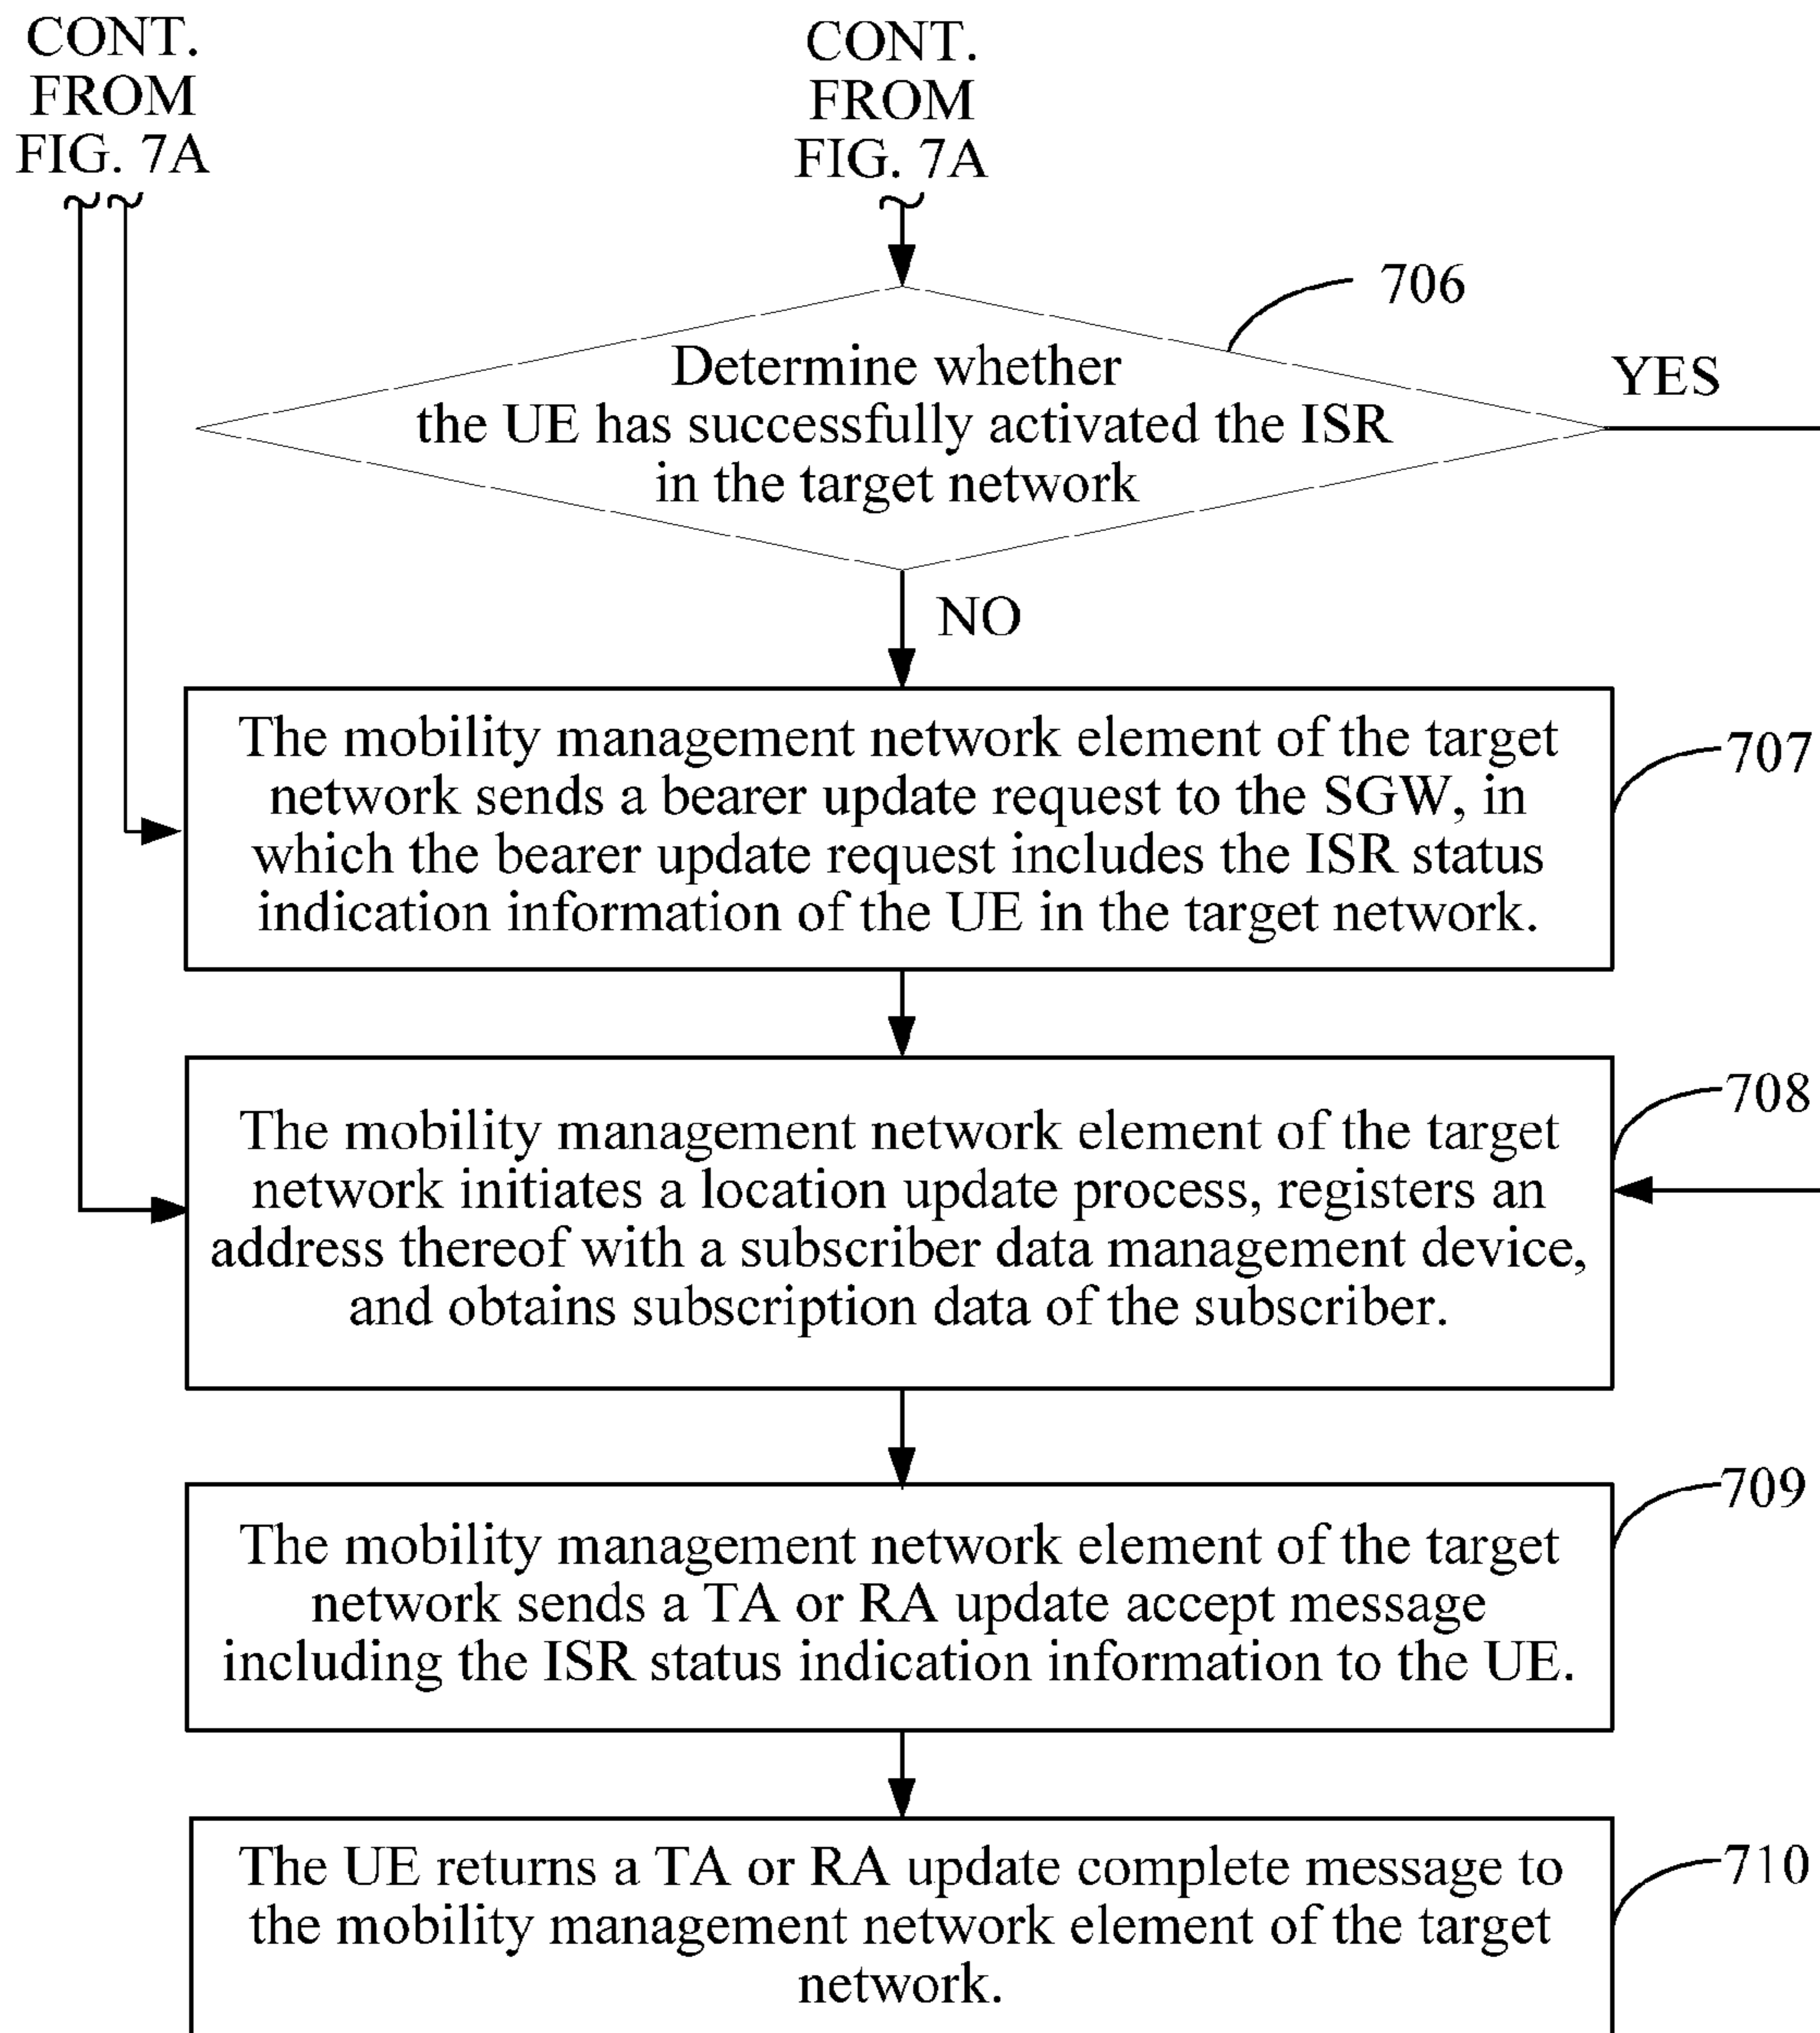 CONT.
FROM
FIG. 7A
CONT.
FROM
FIG. 7A
706
Determine whether
the UE has successfully activated the ISR
in the target network
YES
NO
The mobility management network element of the target
network sends a bearer update request to the SGW, in
which the bearer update request includes the ISR status
indication information of the UE in the target network.
707
The mobility management network element of the target
network initiates a location update process, registers an
address thereof with a subscriber data management device,
and obtains subscription data of the subscriber.
708
The mobility management network element of the target
network sends a TA or RA update accept message
including the ISR status indication information to the UE.
709
The UE returns a TA or RA update complete message to
the mobility management network element of the target
network.
710